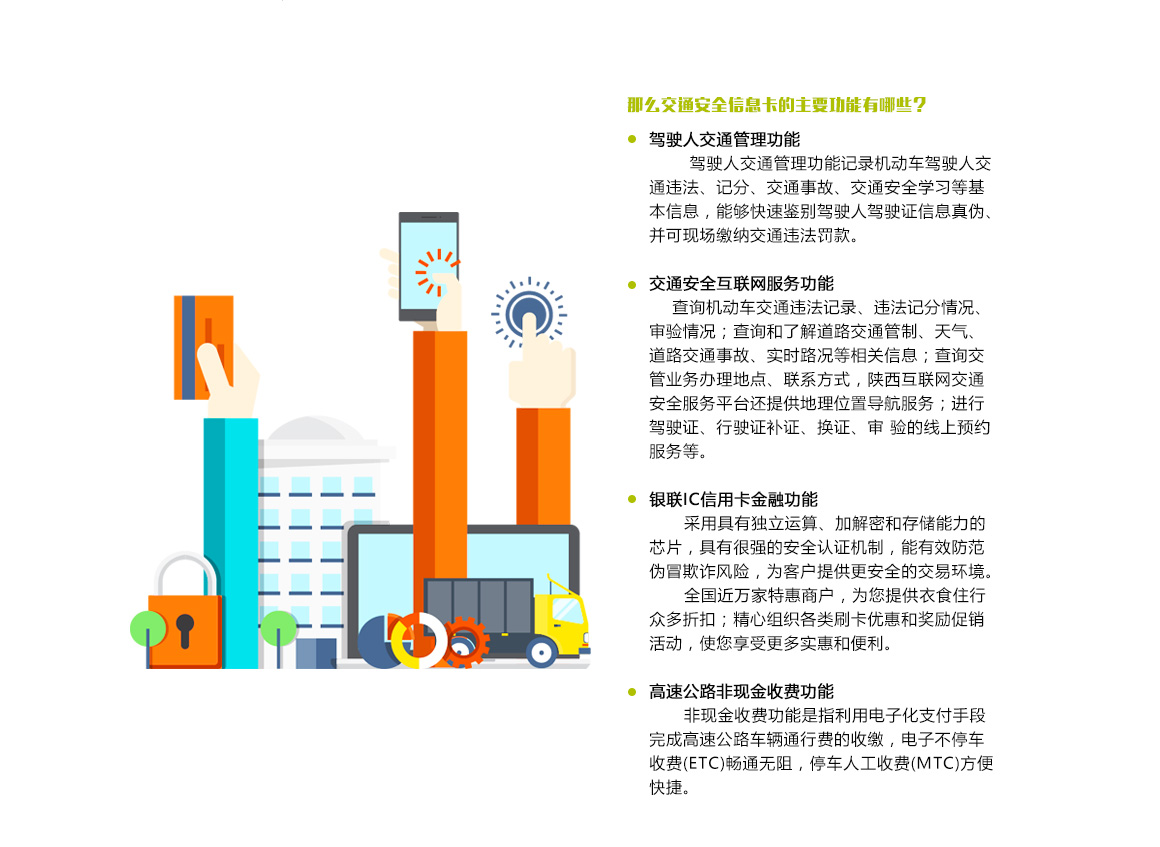 那么交通安全信息卡的主要功能有哪些？
驾驶人交通管理功能
驾驶人交通管理功能记录机动车驾驶人交
通违法、记分、交通事故、交通安全学习等基
本信息，能够快速鉴别驾驶人驾驶证信息真伪、
并可现场缴纳交通违法罚款。
交通安全互联网服务功能
查询机动车交通违法记录、违法记分情况、
审验情况；查询和了解道路交通管制、天气、
道路交通事故、实时路况等相关信息；查询交
管业务办理地点、联系方式，陕西互联网交通
安全服务平台还提供地理位置导航服务；进行
驾驶证、行驶证补证、换证、审 验的线上预约
服务等。
银联IC信用卡金融功能
采用具有独立运算、加解密和存储能力的
芯片，具有很强的安全认证机制，能有效防范
伪冒欺诈风险，为客户提供更安全的交易环境。
全国近万家特惠商户，为您提供衣食住行
众多折扣；精心组织各类刷卡优惠和奖励促销
活动，使您享受更多实惠和便利。
高速公路非现金收费功能
非现金收费功能是指利用电子化支付手段
完成高速公路车辆通行费的收缴，电子不停车
收费(ETC)畅通无阻，停车人工收费(MTC)方便
快捷。